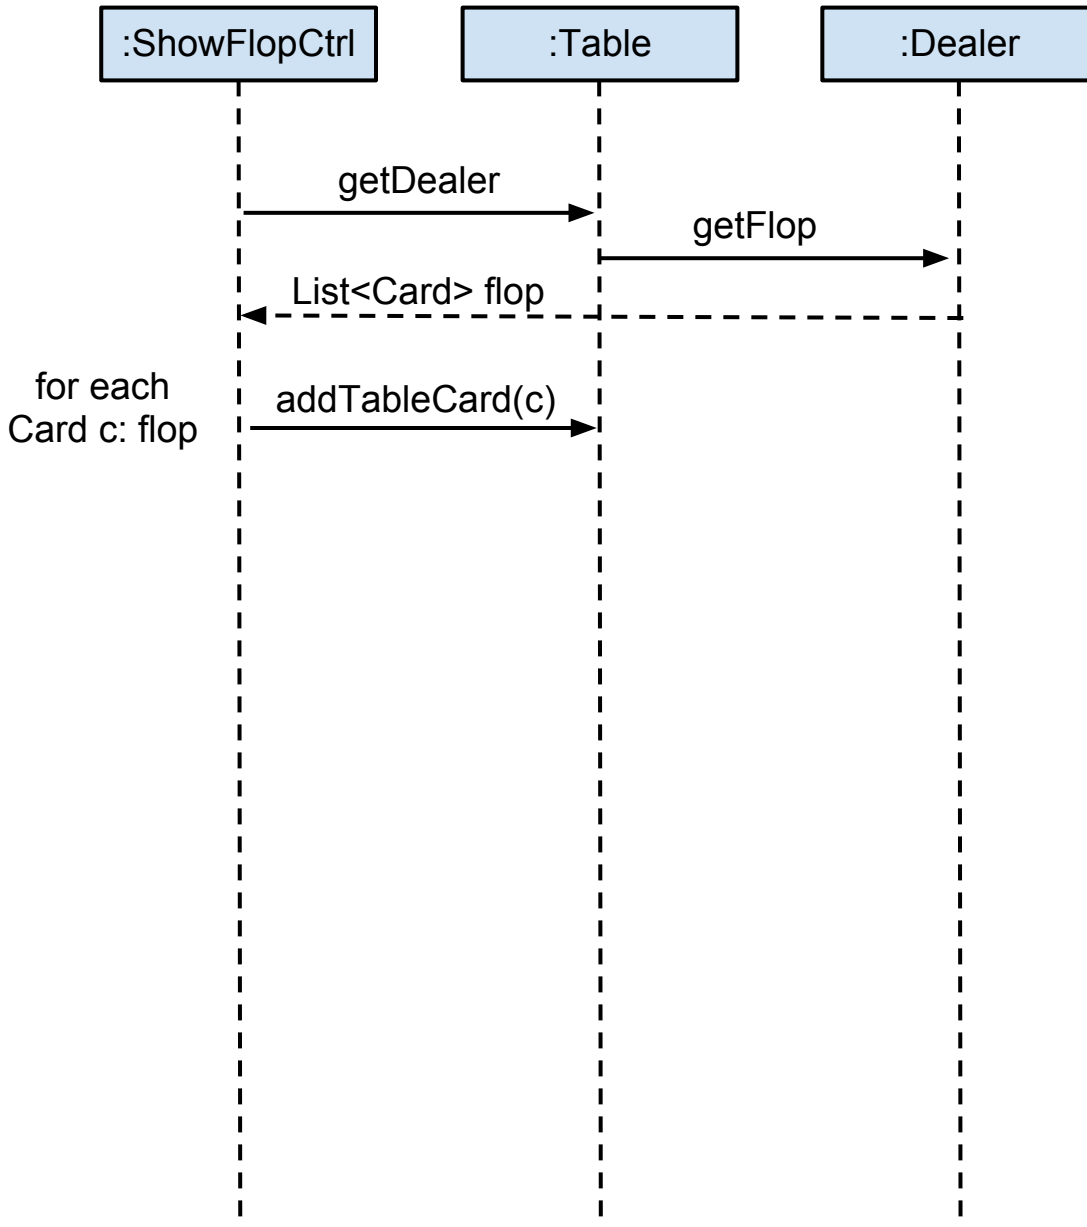 :ShowFlopCtrl
:Table
:Dealer
getDealer
getFlop
List<Card> flop
for each
Card c: flop
addTableCard(c)